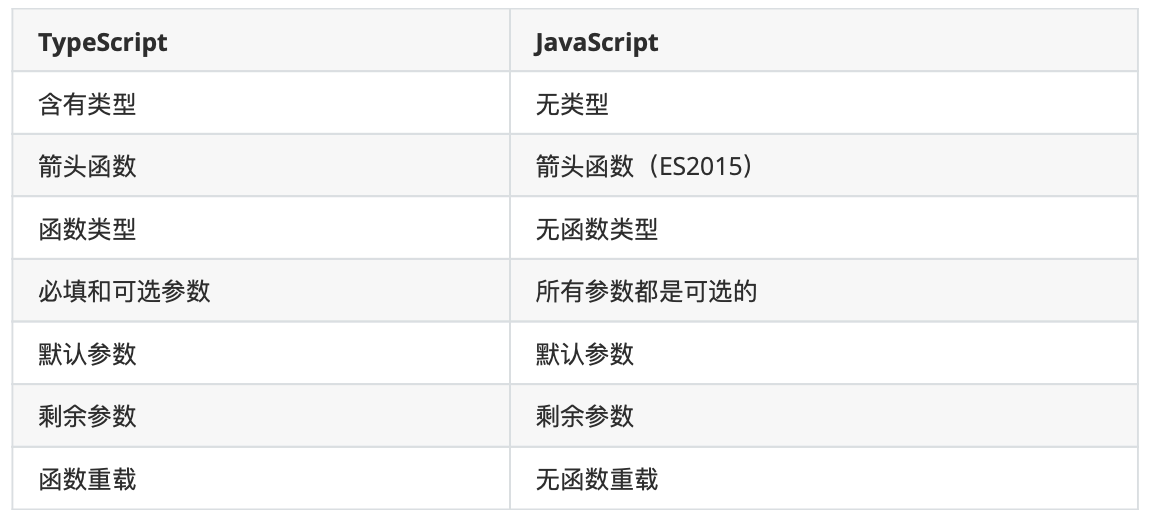 TypeScript JavaScript
含有类型 无类型
箭头函数 箭头函数（ES2015）
函数类型 无函数类型
必填和可选参数 所有参数都是可选的
默认参数 默认参数
剩余参数 剩余参数
函数重载 无函数重载